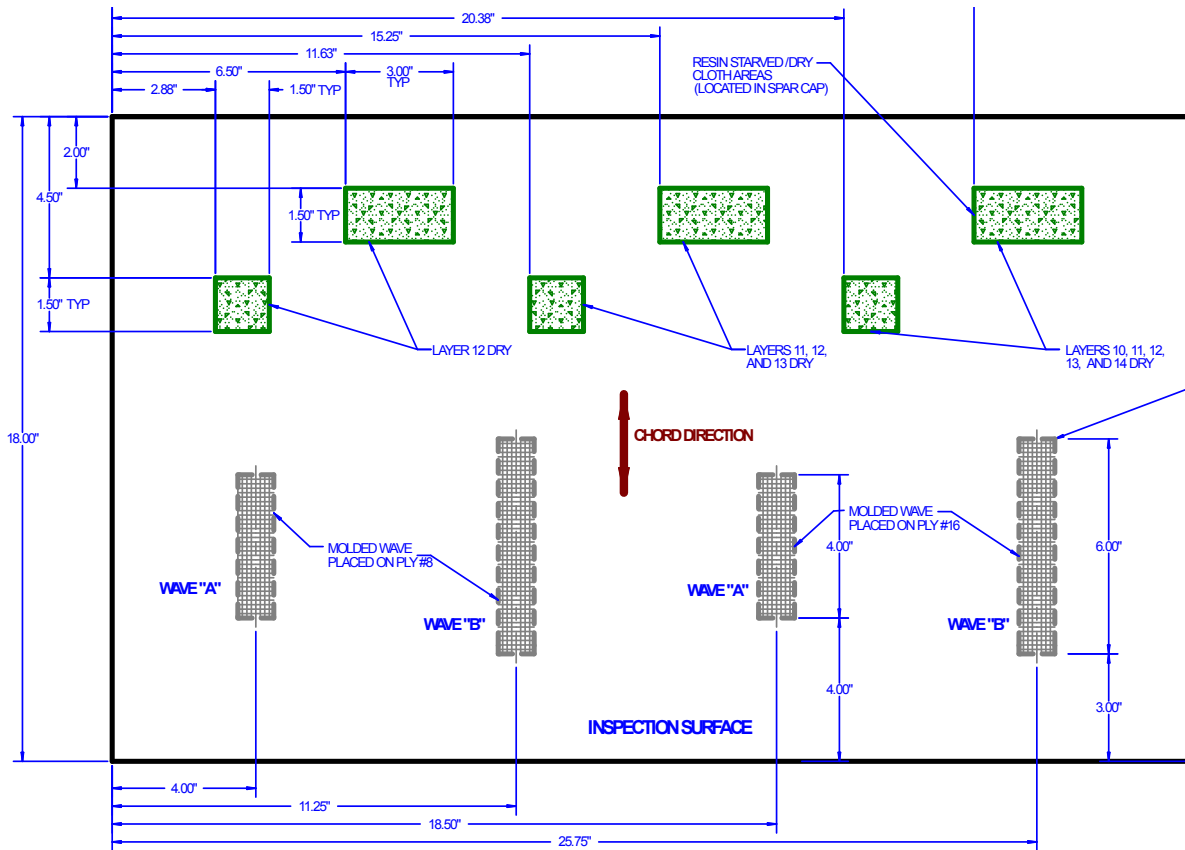 20.38"
15.25"
11.63"
6.50"
3.00"
TYP
2.88"
1.50" TYP
RESIN STARVED /DRY
CLOTH AREAS
(LOCATED IN SPAR CAP)
2.00"
4.50"
1.50" TYP
1.50" TYP
LAYER 12 DRY
LAYERS 11, 12,
AND 13 DRY
LAYERS 10, 11, 12,
13, AND 14 DRY
18.00"
CHORD DIRECTION
MOLDED WAVE
PLACED ON PLY #8
MOLDED WAVE
PLACED ON PLY #16
4.00"
6.00"
WAVE "A"
WAVE "B"
WAVE "A"
WAVE "B"
4.00"
3.00"
INSPECTION SURFACE
4.00"
11.25"
18.50"
25.75"